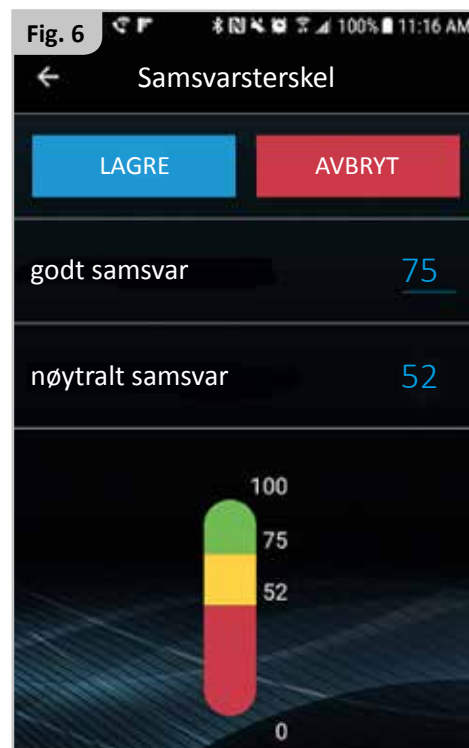 Fig. 6
100% 11:16 AM
Samsvarsterskel
LAGRE AVBRYT
godt samsvar 75
nøytralt samsvar 52
100
75
52
0